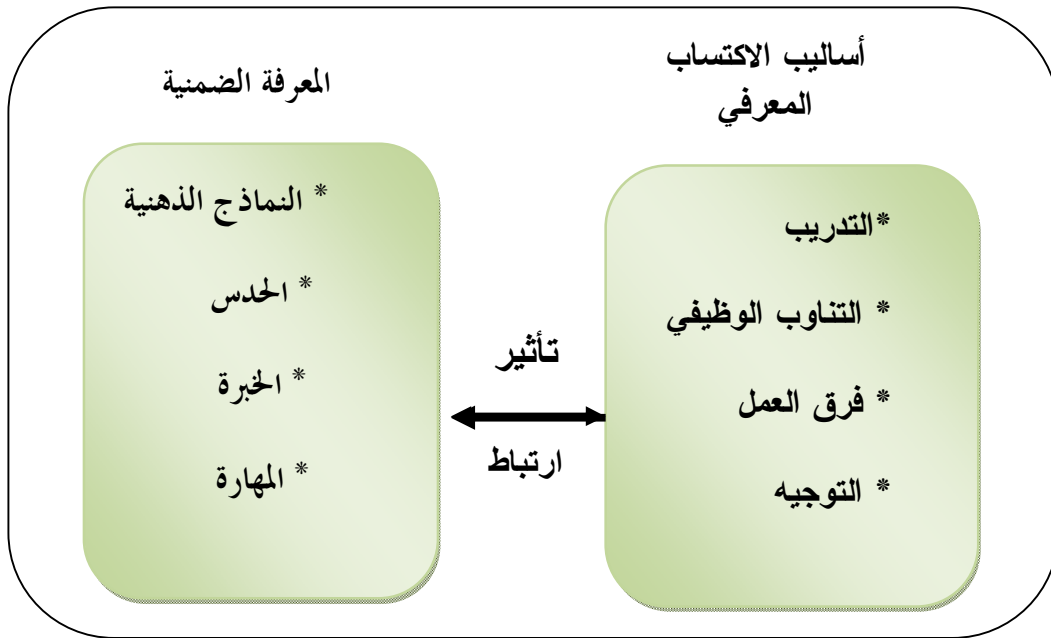 أساليب الاكتساب
المعرفي
*التدريب
* التناوب الوظيفي
* فرق العمل
* التوجيه
تأثير
ارتباط
المعرفة الضمنية
* النماذج الذهنية
* الحدس
* الخبرة
* المهارة